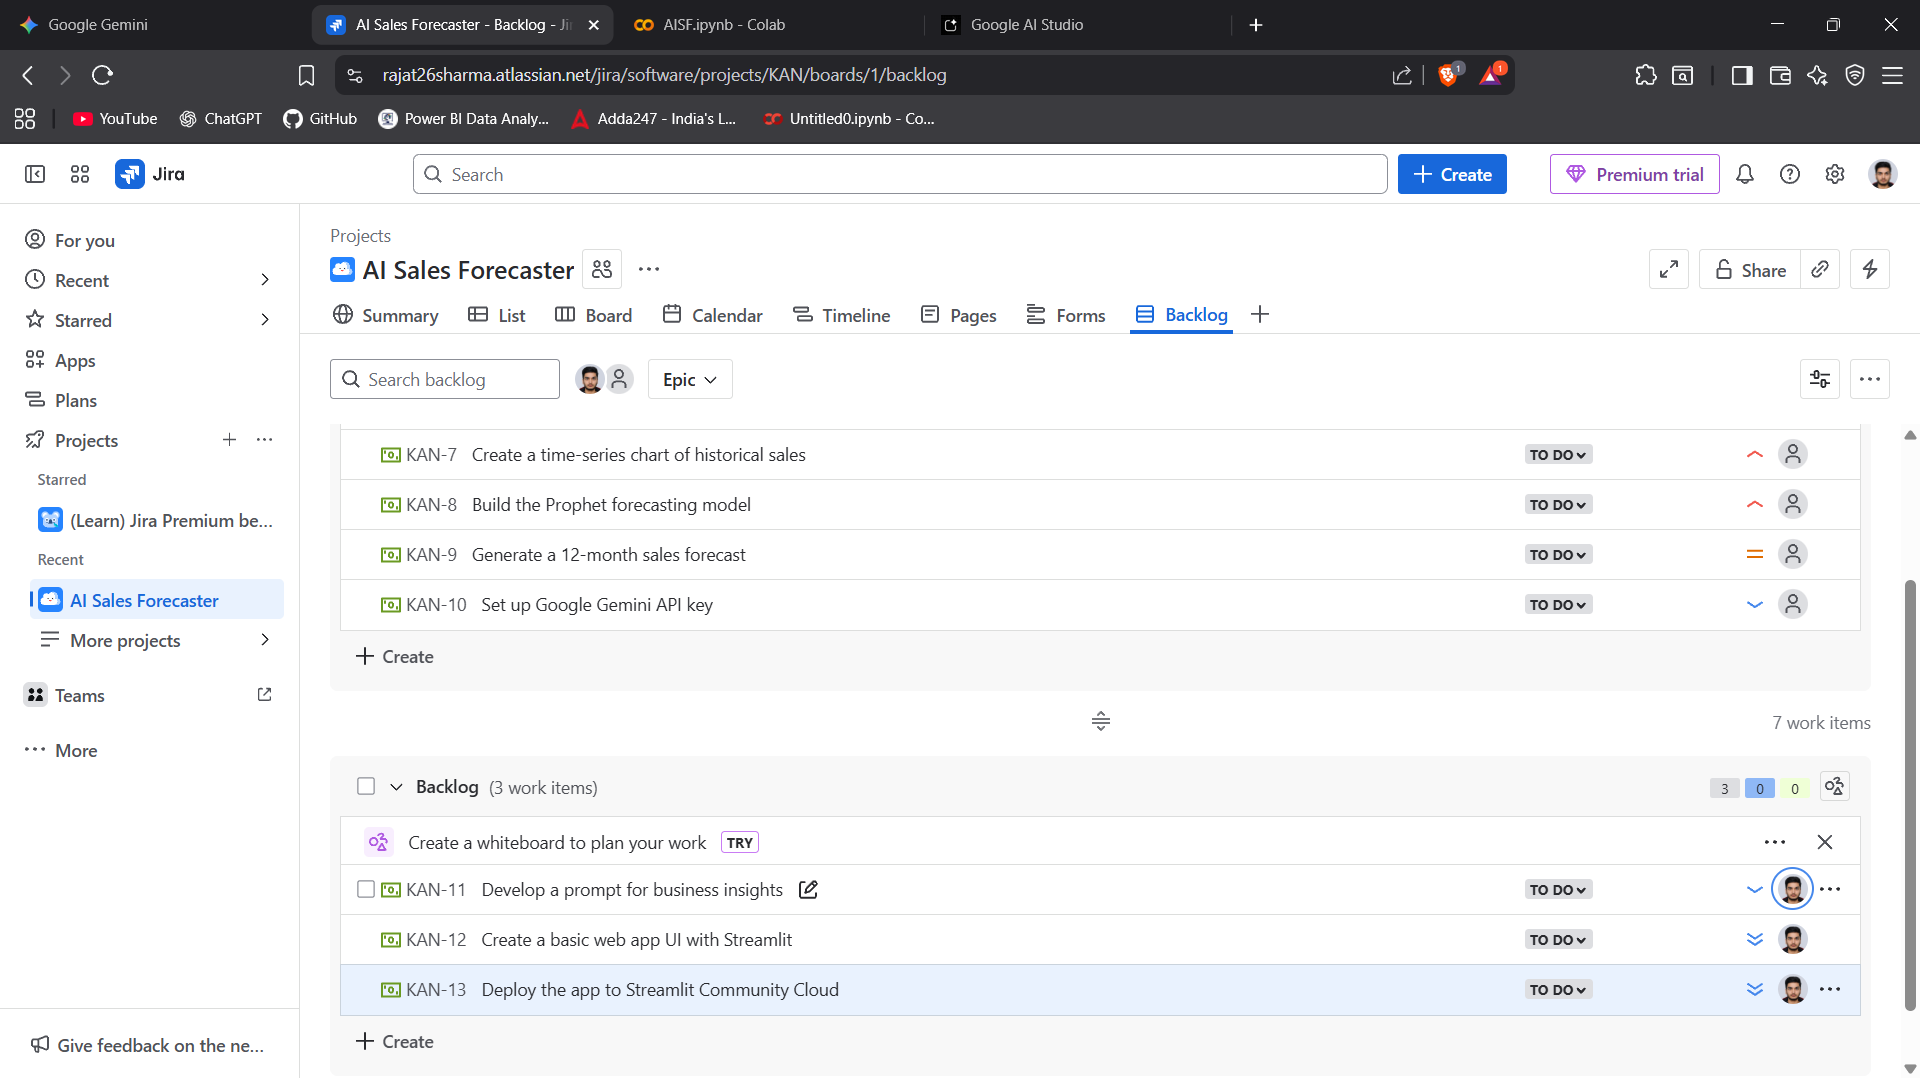 Google Gemini
AI Sales Forecaster - Backlog - Ji
AISF.ipynb - Colab
Google AI Studio
rajat26sharma.atlassian.net/jira/software/projects/KAN/boards/1/backlog
1
1
YouTube
ChatGPT
GitHub
Power BI Data Analy...
Adda247 - India's L...
Untitled0.ipynb - Co...
Jira
Search
Create
Premium trial
For you
Recent
Starred
Apps
Plans
Projects
Starred
(Learn) Jira Premium be...
Recent
AI Sales Forecaster
More projects
Teams
More
Give feedback on the ne...
Projects
AI Sales Forecaster
Share
Summary
List
Board
Calendar
Timeline
Pages
Forms
Backlog
Search backlog
Epic
KAN-7 Create a time-series chart of historical sales TO DO
KAN-8 Build the Prophet forecasting model TO DO
KAN-9 Generate a 12-month sales forecast TO DO
KAN-10 Set up Google Gemini API key TO DO
Create
7 work items
Backlog (3 work items) 3 0 0
Create a whiteboard to plan your work TRY
KAN-11 Develop a prompt for business insights TO DO
KAN-12 Create a basic web app UI with Streamlit TO DO
KAN-13 Deploy the app to Streamlit Community Cloud TO DO
Create